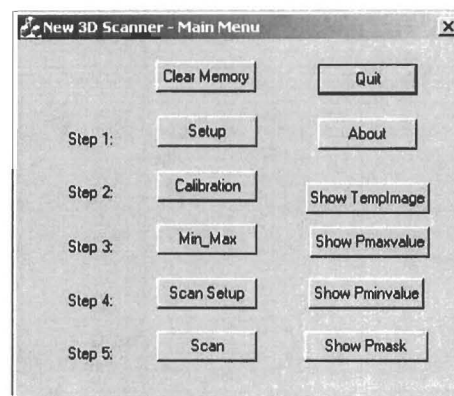 New 3D Scanner - Main Menu
Clear Memory Quit
Step 1: Setup About
Step 2: Calibration Show TempImage
Step 3: Min_Max Show Pmaxvalue
Step 4: Scan Setup Show Pminvalue
Step 5: Scan Show Pmask